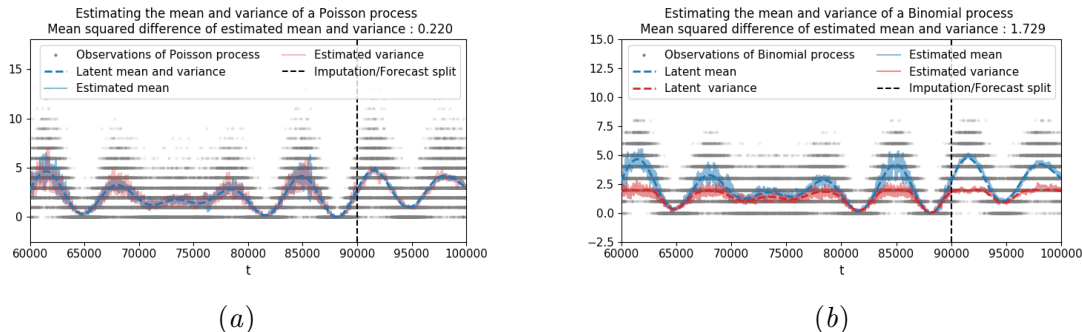 Estimating the mean and variance of a Poisson process
Mean squared difference of estimated mean and variance : 0.220
Observations of Poisson process
Latent mean and variance
Estimated mean
Estimated variance
Imputation/Forecast split
15
10
5
0
60000 65000 70000 75000 80000 85000 90000 95000 100000
t
(a)
Estimating the mean and variance of a Binomial process
Mean squared difference of estimated mean and variance : 1.729
Observations of Binomial process
Latent mean
Latent  variance
Estimated mean
Estimated variance
Imputation/Forecast split
15.0
12.5
10.0
7.5
5.0
2.5
0.0
−2.5
60000 65000 70000 75000 80000 85000 90000 95000 100000
t
(b)